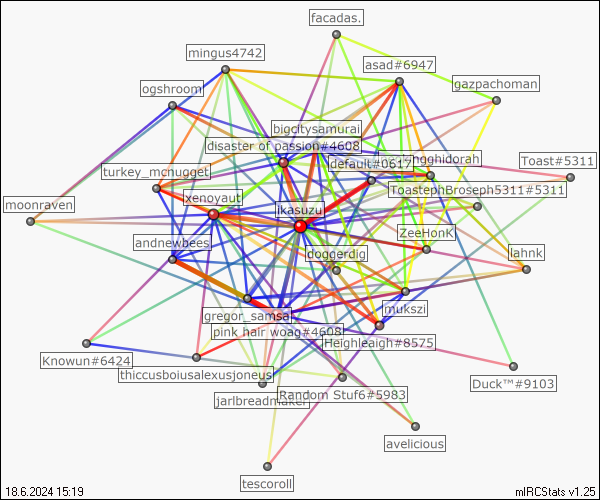 facadas.
mingus4742
asad#6947
gazpachoman
ogshroom
bigcitysamurai
disaster of passion#4608
default#0617
ngghidorah
Toast#5311
turkey_mcnugget
ToastephBroseph5311#5311
xenoyaut
ikasuzu
moonraven
ZeeHonK
andnewbees
doggerdig
lahnk
mukszi
gregor_samsa
pink hair woag#4608
Heighleaigh#8575
Knowun#6424
thiccusboiusalexusjoneus
Duck™#9103
jarlbreadmaker
Random Stuf6#5983
avelicious
tescoroll
18.6.2024 15:19
mIRCStats v1.25